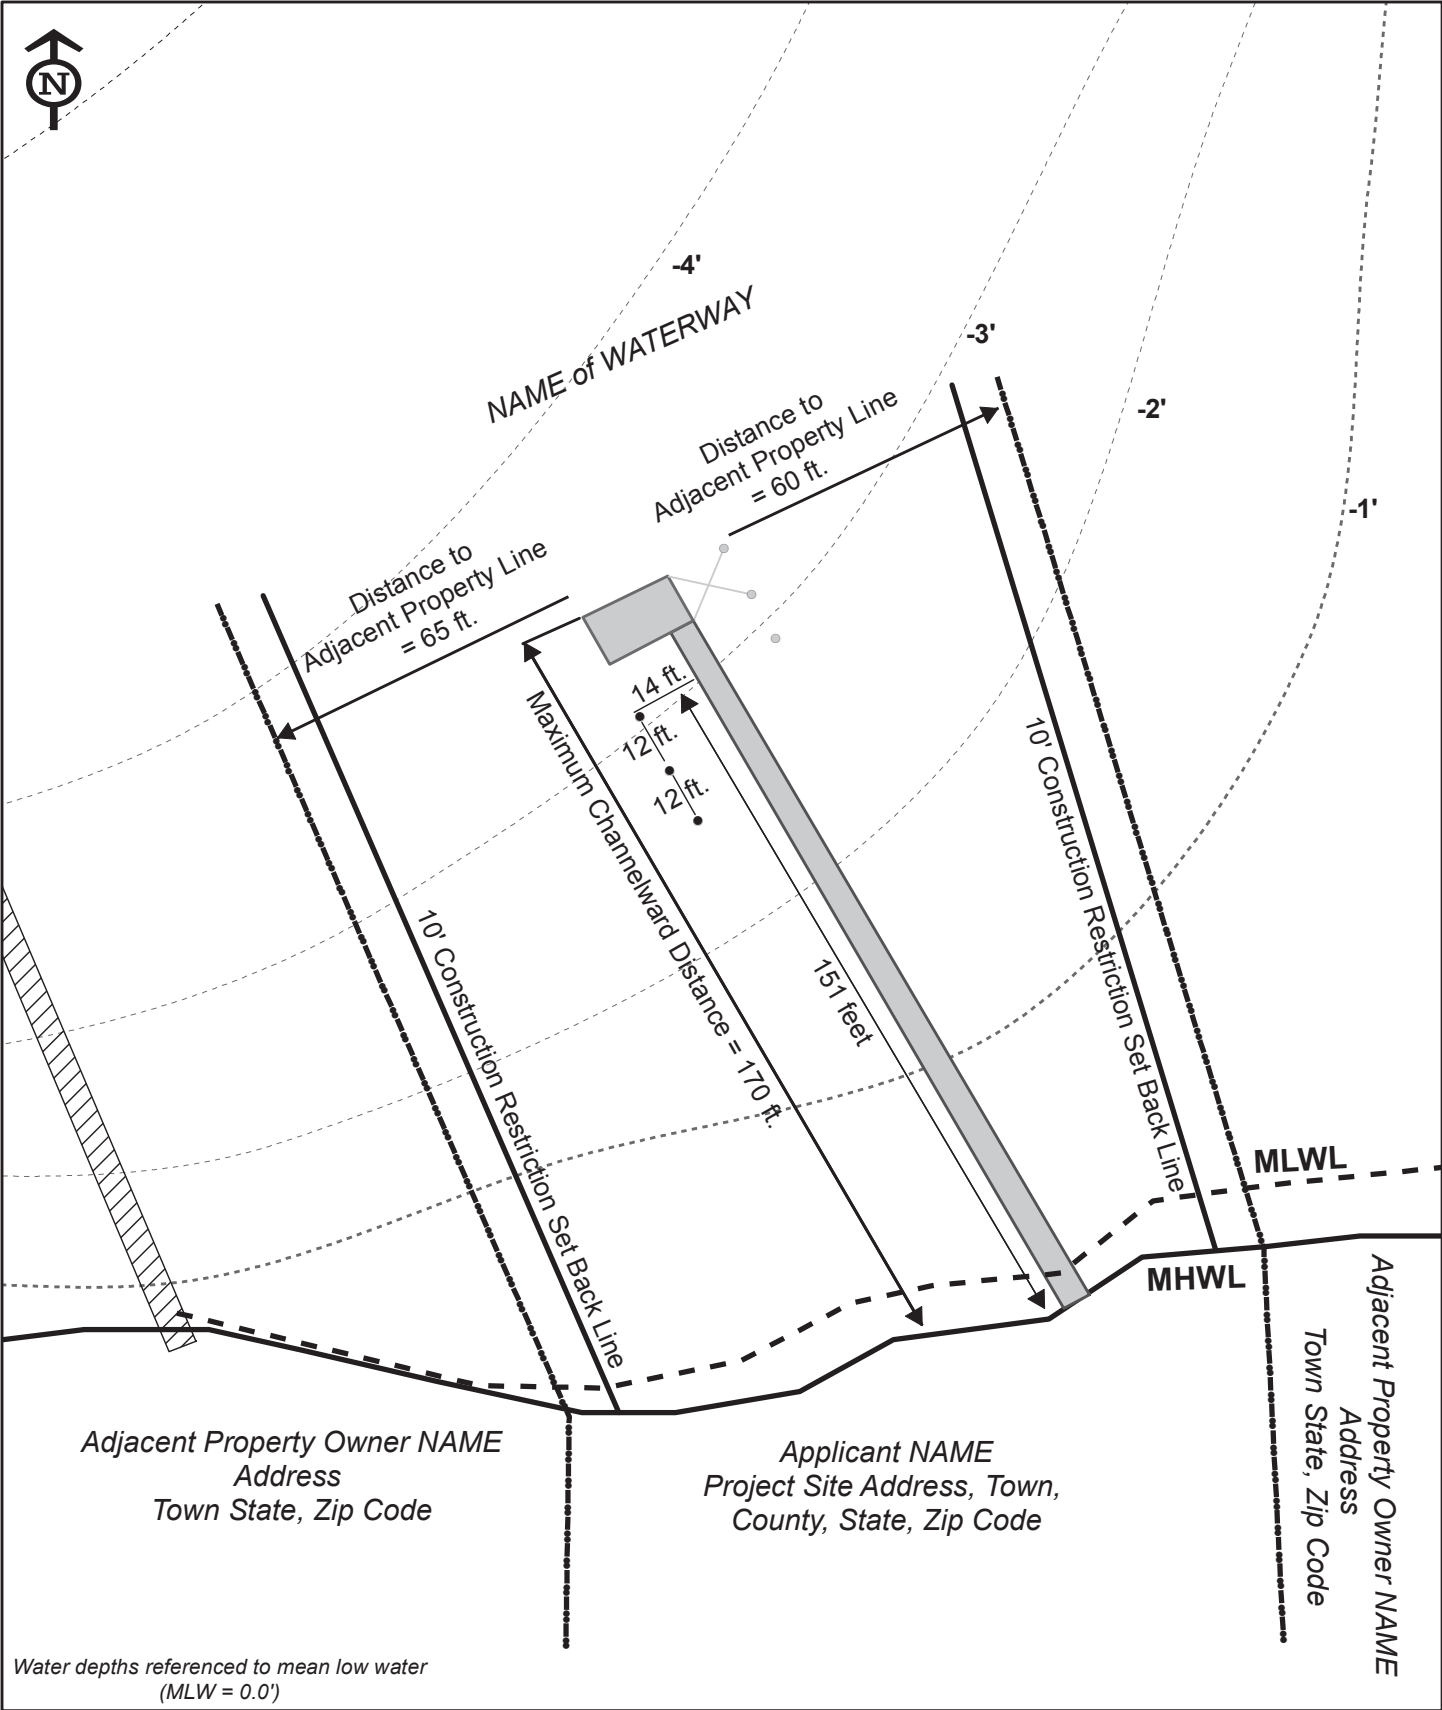 N
-4'
NAME of WATERWAY
-3'
-2'
Distance to
Adjacent Property Line
= 60 ft.
-1'
Distance to
Adjacent Property Line
= 65 ft.
14 ft.
12 ft.
12 ft.
Maximum Channelward Distance = 170 ft.
151 feet
10' Construction Restriction Set Back Line
10' Construction Restriction Set Back Line
MLWL
MHWL
Adjacent Property Owner NAME
Address
Town State, Zip Code
Applicant NAME
Project Site Address, Town,
County, State, Zip Code
Adjacent Property Owner NAME
Address
Town State, Zip Code
Water depths referenced to mean low water
(MLW = 0.0')